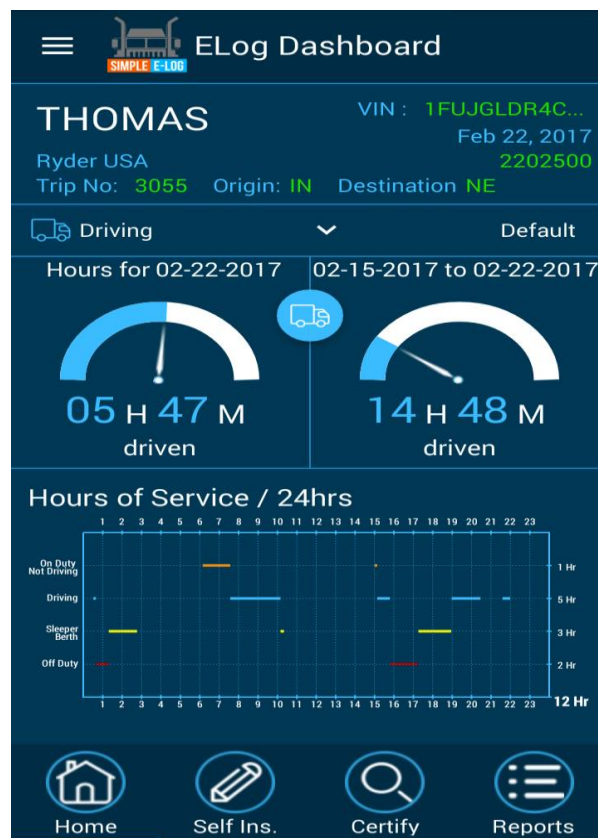 SIMPLE E-LOG
ELog Dashboard
THOMAS
VIN : 1FUJGLDR4C...
Feb 22, 2017
Ryder USA
2202500
Trip No: 3055 Origin: IN Destination NE
Driving Default
Hours for 02-22-2017 02-15-2017 to 02-22-2017
05 H 47 M 14 H 48 M
driven driven
Hours of Service / 24hrs
1 2 3 4 5 6 7 8 9 10 11 12 13 14 15 16 17 18 19 20 21 22 23
On Duty
Not Driving 1 Hr
Driving 5 Hr
Sleeper
Berth 3 Hr
Off Duty 2 Hr
1 2 3 4 5 6 7 8 9 10 11 12 13 14 15 16 17 18 19 20 21 22 23 12 Hr
Home Self Ins. Certify Reports